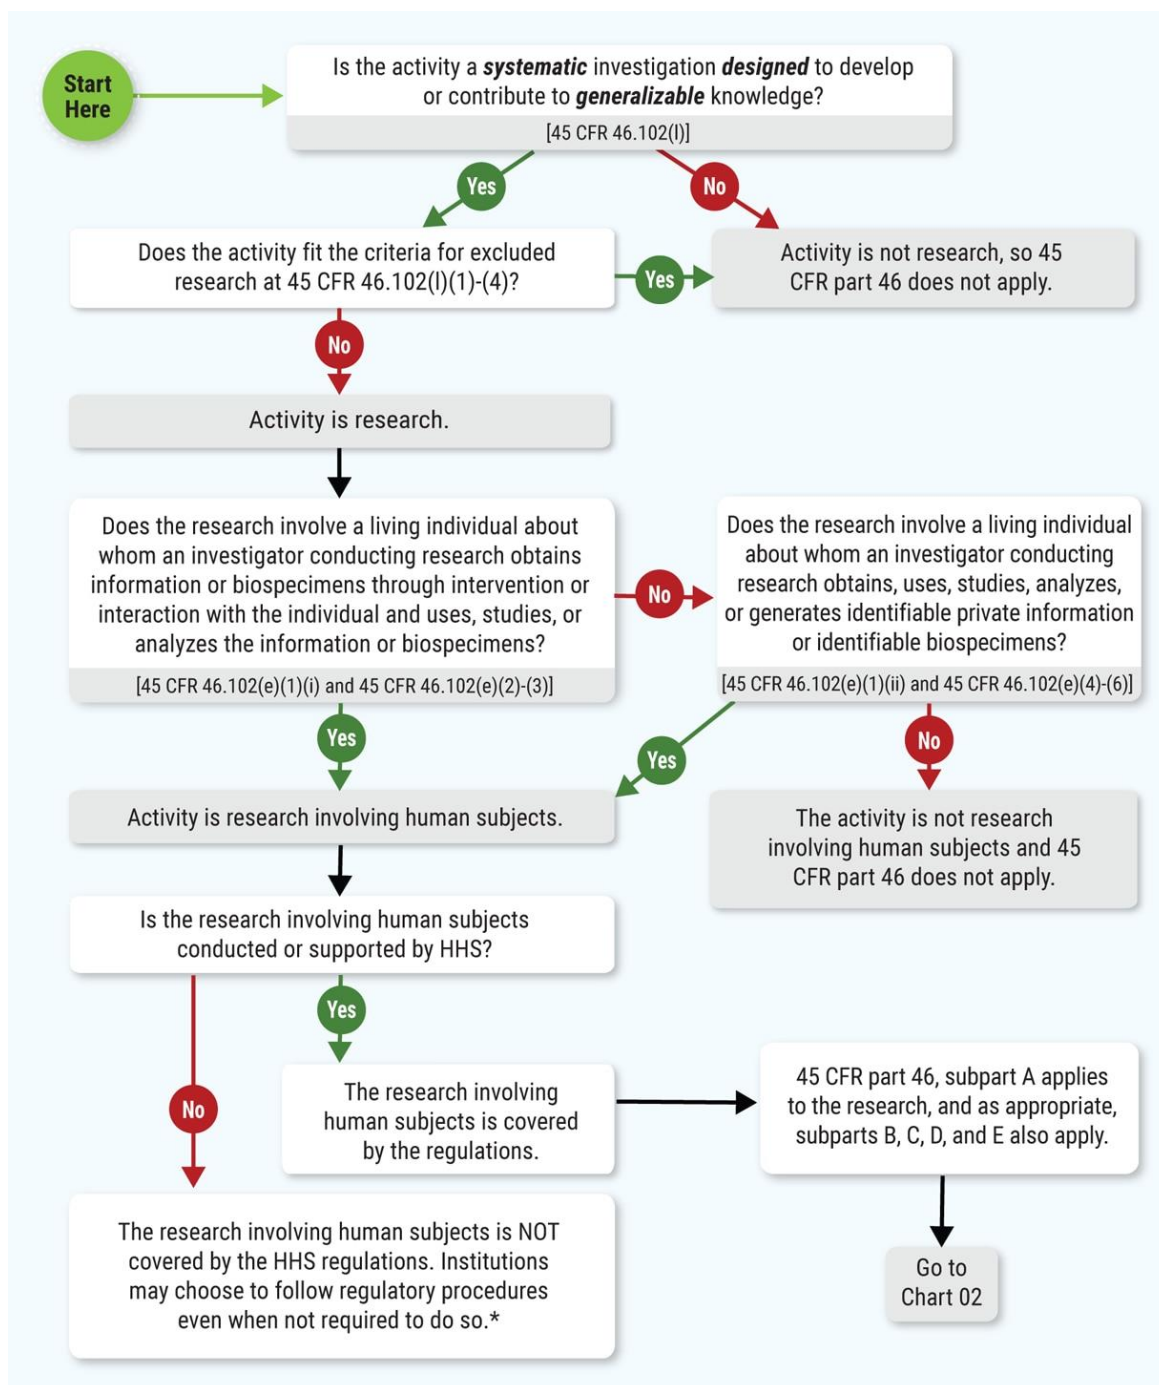 Start
Here
Is the activity a systematic investigation designed to develop
or contribute to generalizable knowledge?
[45 CFR 46.102(l)]
Yes
No
Does the activity fit the criteria for excluded
research at 45 CFR 46.102(l)(1)-(4)?
Yes
Activity is not research, so 45
CFR part 46 does not apply.
No
Activity is research.
Does the research involve a living individual about
whom an investigator conducting research obtains
information or biospecimens through intervention or
interaction with the individual and uses, studies, or
analyzes the information or biospecimens?
[45 CFR 46.102(e)(1)(i) and 45 CFR 46.102(e)(2)-(3)]
No
Does the research involve a living individual
about whom an investigator conducting
research obtains, uses, studies, analyzes,
or generates identifiable private information
or identifiable biospecimens?
[45 CFR 46.102(e)(1)(ii) and 45 CFR 46.102(e)(4)-(6)]
Yes
Yes
No
Activity is research involving human subjects.
The activity is not research
involving human subjects and 45
CFR part 46 does not apply.
Is the research involving human subjects
conducted or supported by HHS?
Yes
No
The research involving
human subjects is covered
by the regulations.
45 CFR part 46, subpart A applies
to the research, and as appropriate,
subparts B, C, D, and E also apply.
The research involving human subjects is NOT
covered by the HHS regulations. Institutions
may choose to follow regulatory procedures
even when not required to do so.*
Go to
Chart 02